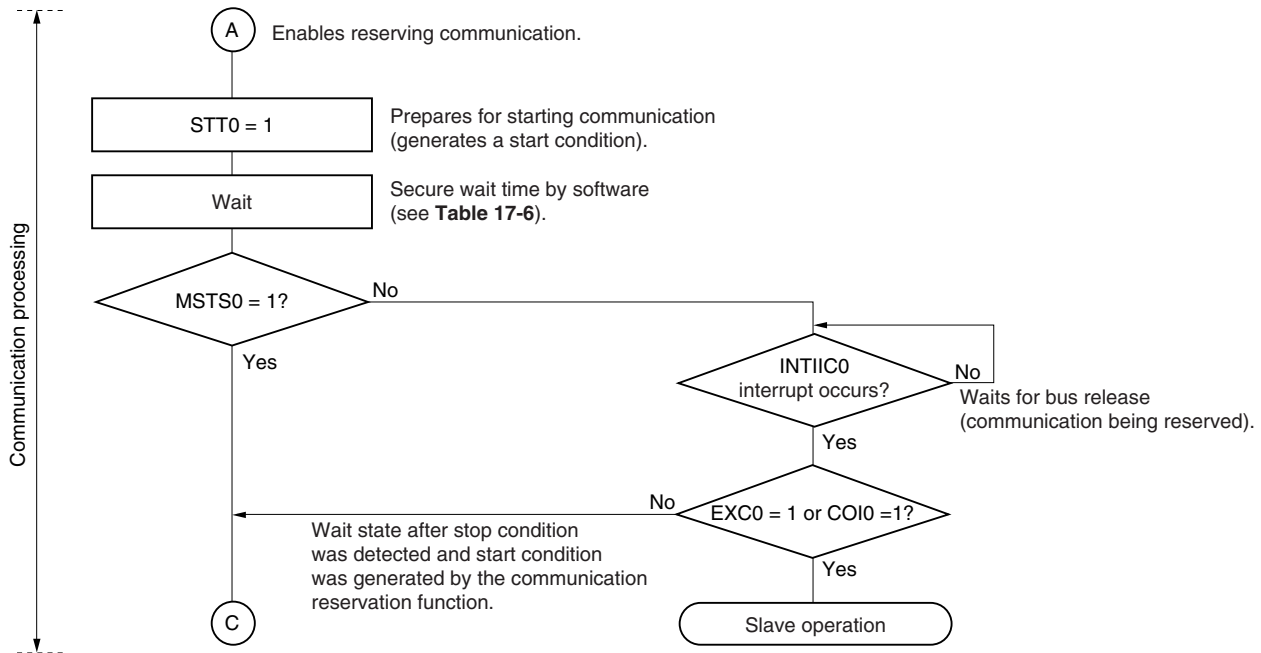 A
Enables reserving communication.
STT0 = 1
Prepares for starting communication
(generates a start condition).
Wait
Secure wait time by software
(see Table 17-6).
MSTS0 = 1?
No
Yes
INTIIC0
interrupt occurs?
No
Waits for bus release
(communication being reserved).
Yes
EXC0 = 1 or COI0 =1?
No
Wait state after stop condition
was detected and start condition
was generated by the communication
reservation function.
Yes
C
Slave operation
Communication processing